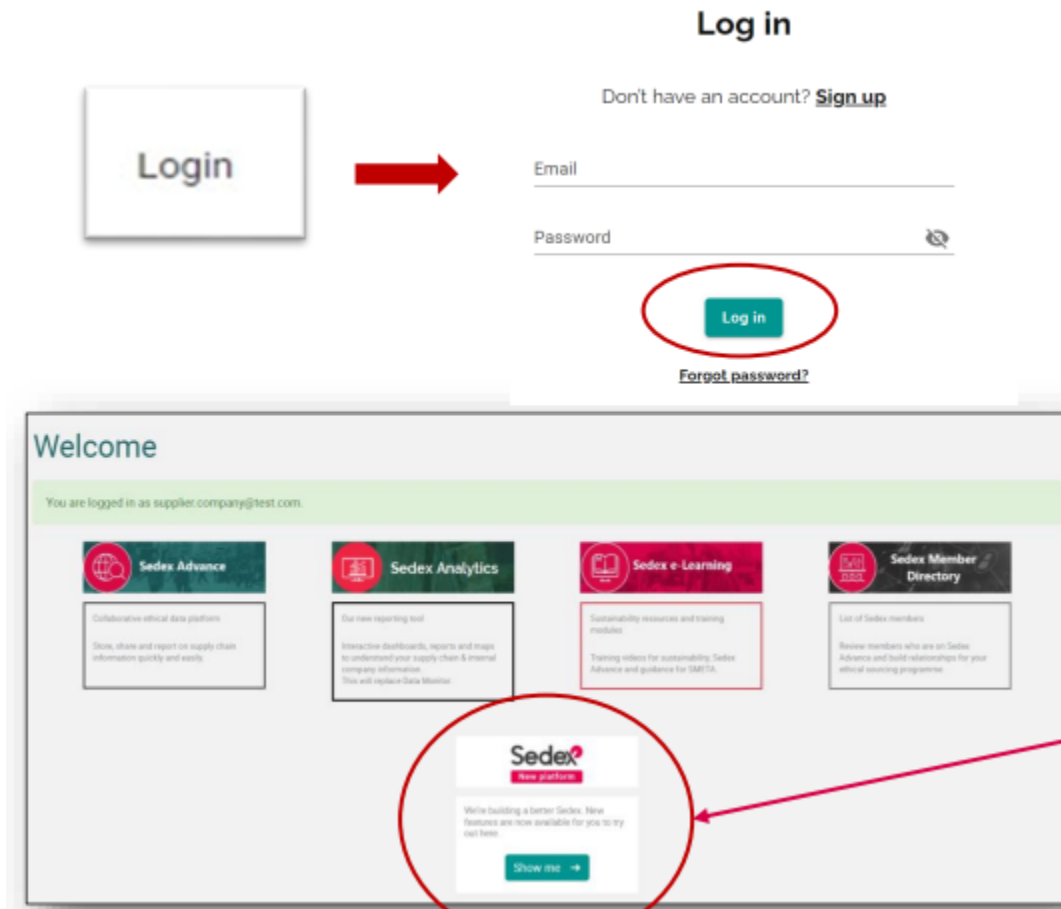 Log in
Don't have an account? Sign up
Login
Email
Password
Log in
Forgot password?
Welcome
You are logged in as supplier.company@test.com.
Sedex Advance
Collaborative ethical data platform
Store, share and report on supply chain
information quickly and easily.
Sedex Analytics
Our new reporting tool
Interactive dashboards, reports and maps
to understand your supply chain & internal
company information.
This will replace Data Monitor.
Sedex e-Learning
Sustainability resources and training
modules
Training videos for sustainability, Sedex
Advance and guidance for SMETA.
Sedex Member
Directory
List of Sedex members
Review members who are on Sedex
Advance and build relationships for your
ethical sourcing programme.
Sedex
New platform
We're building a better Sedex. New
features are now available for you to try
out here.
Show me